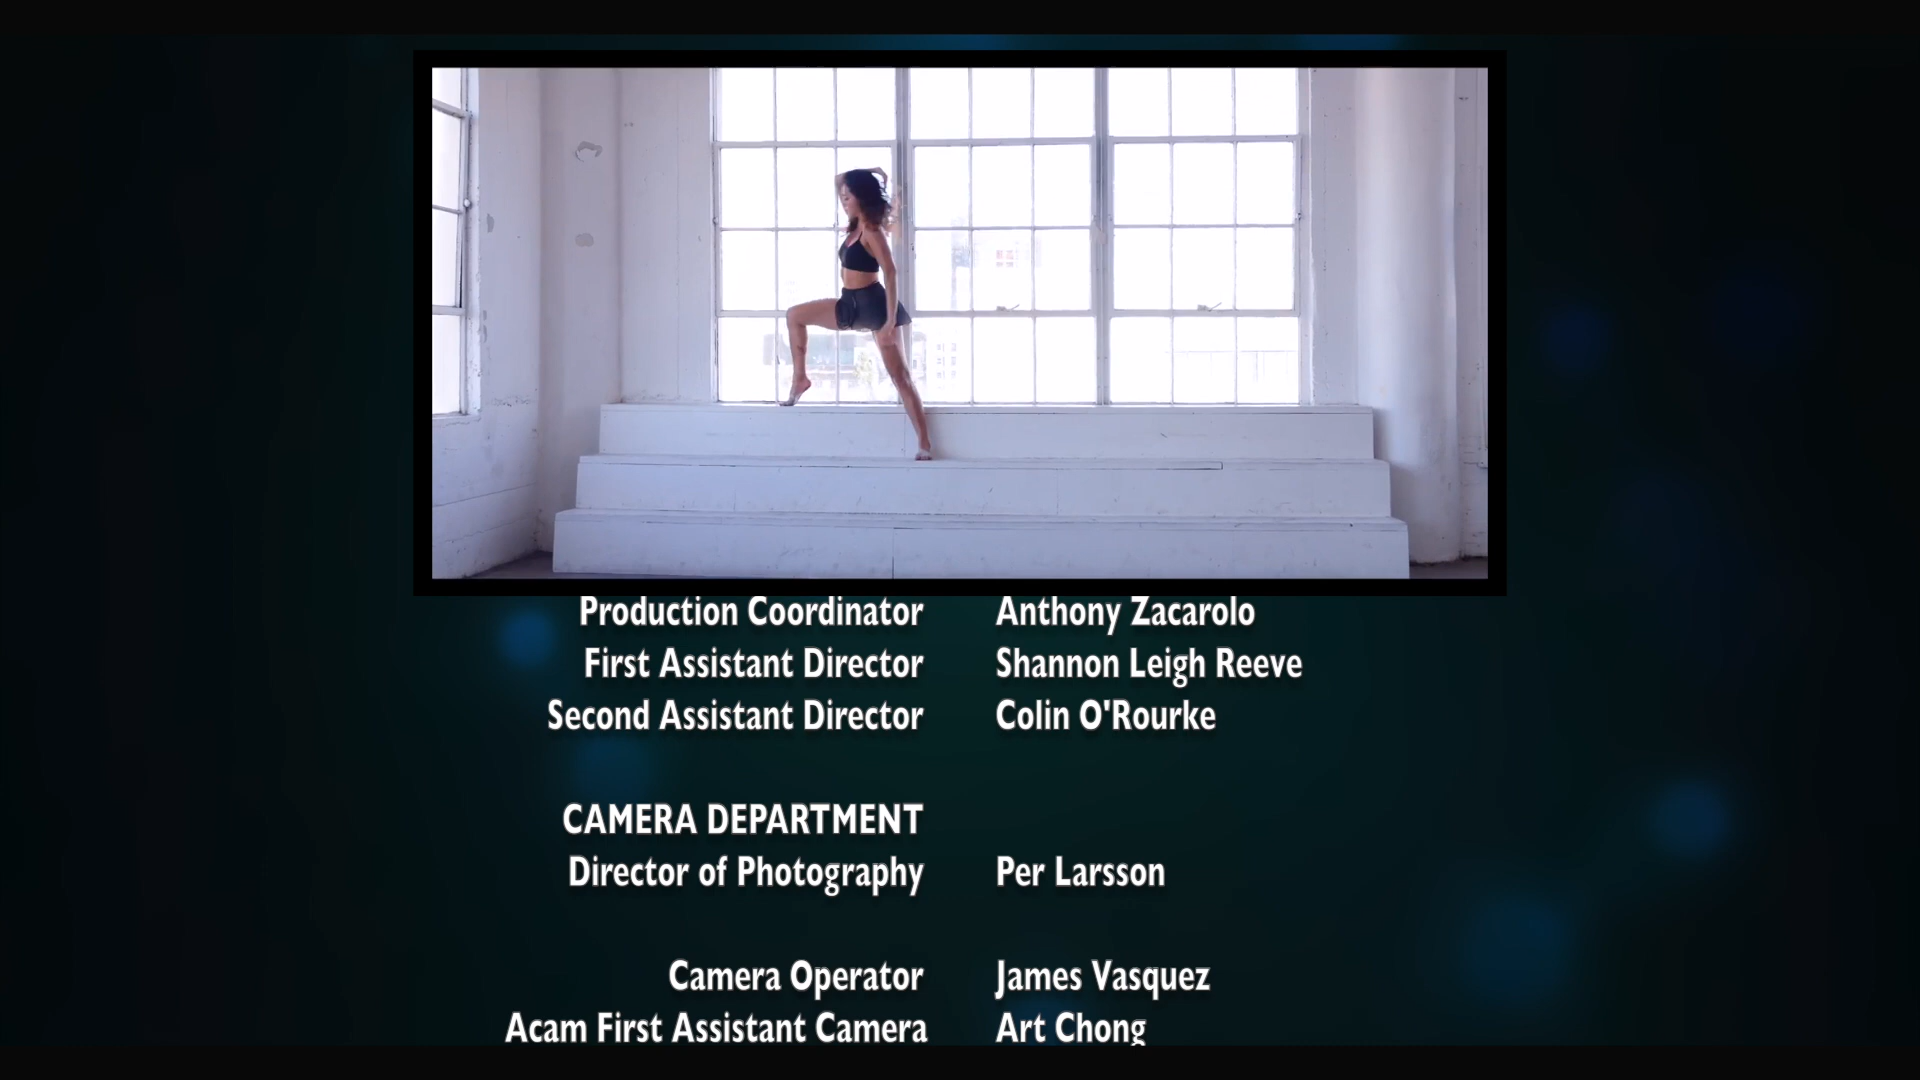 Production Coordinator Anthony Zacarolo
First Assistant Director Shannon Leigh Reeve
Second Assistant Director Colin O'Rourke
CAMERA DEPARTMENT
Director of Photography Per Larsson
Camera Operator James Vasquez
Acam First Assistant Camera Art Chong